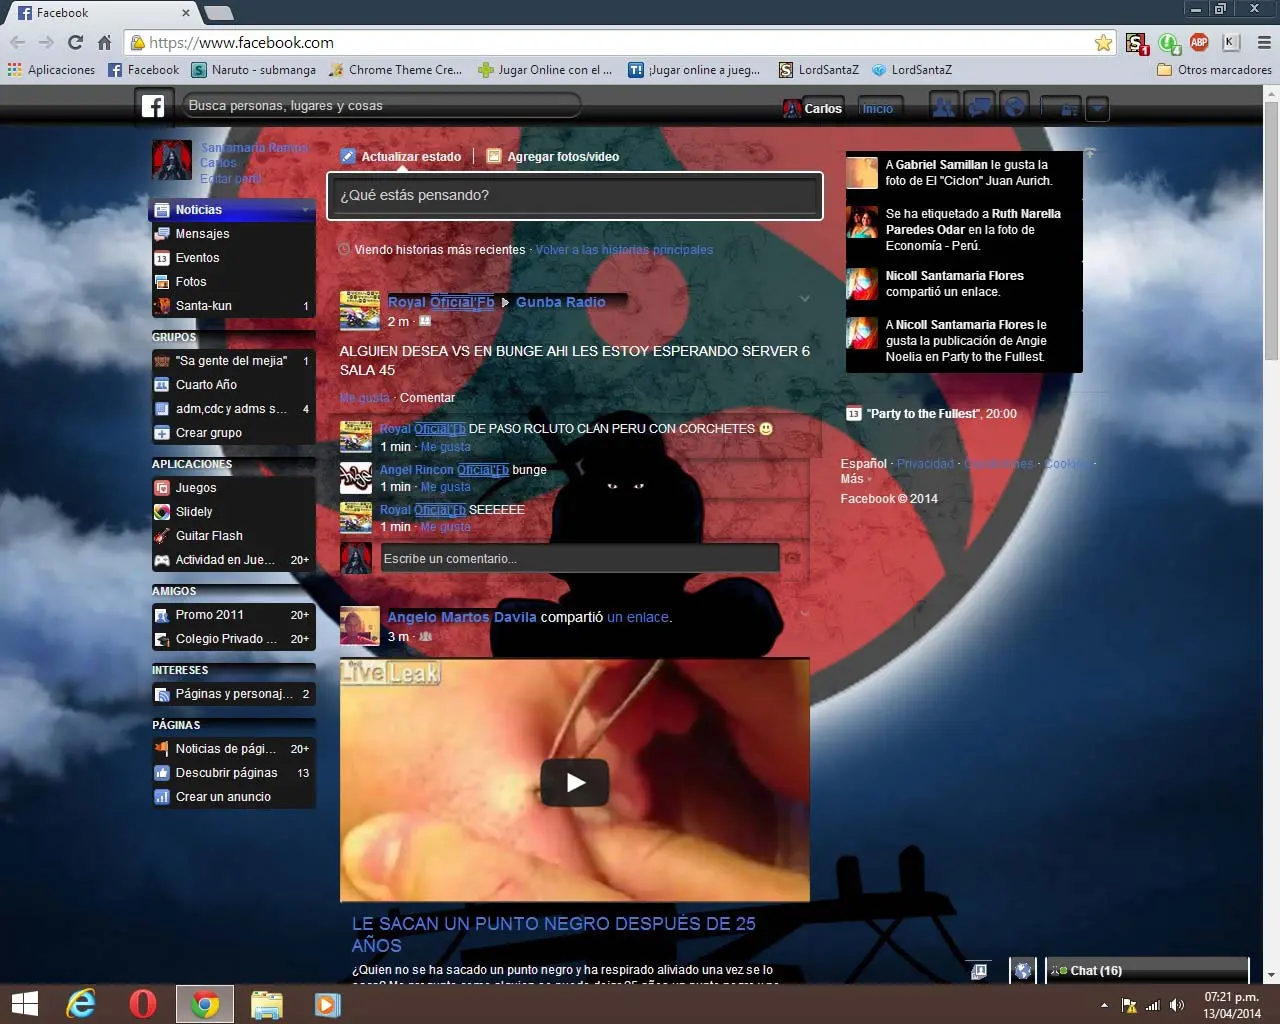 Facebook
https://www.facebook.com
Aplicaciones
Facebook
Naruto - submanga
Chrome Theme Cre...
Jugar Online con el ...
¡Jugar online a jueg...
LordSantaZ
LordSantaZ
Otros marcadores
Busca personas, lugares y cosas
Carlos
Inicio
Santamaria Ramos
Carlos
Editar perfil
Noticias
Mensajes
Eventos
Fotos
Santa-kun 1
GRUPOS
"Sa gente del mejia" 1
Cuarto Año
adm,cdc y adms s... 4
Crear grupo
APLICACIONES
Juegos
Slidely
Guitar Flash
Actividad en Jue... 20+
AMIGOS
Promo 2011 20+
Colegio Privado ... 20+
INTERESES
Páginas y personaj... 2
PÁGINAS
Noticias de pági... 20+
Descubrir páginas 13
Crear un anuncio
Actualizar estado
Agregar fotos/video
¿Qué estás pensando?
Viendo historias más recientes · Volver a las historias principales
Royal Oficial'Fb Gunba Radio
2 m ·
ALGUIEN DESEA VS EN BUNGE AHI LES ESTOY ESPERANDO SERVER 6
SALA 45
Me gusta · Comentar
Royal Oficial'Fb DE PASO RCLUTO CLAN PERU CON CORCHETES
1 min · Me gusta
Angel Rincon Oficial'Fb bunge
1 min · Me gusta
Royal Oficial'Fb SEEEEEE
1 min · Me gusta
Escribe un comentario...
Angelo Martos Davila compartió un enlace.
3 m ·
LiveLeak
LE SACAN UN PUNTO NEGRO DESPUÉS DE 25
AÑOS
¿Quien no se ha sacado un punto negro y ha respirado aliviado una vez se lo
A Gabriel Samillan le gusta la
foto de El "Ciclon" Juan Aurich.
Se ha etiquetado a Ruth Narella
Paredes Odar en la foto de
Economía - Perú.
Nicoll Santamaria Flores
compartió un enlace.
A Nicoll Santamaria Flores le
gusta la publicación de Angie
Noelia en Party to the Fullest.
13 "Party to the Fullest", 20:00
Español · Privacidad · Condiciones · Cookies ·
Más
Facebook © 2014
Chat (16)
07:21 p.m.
13/04/2014